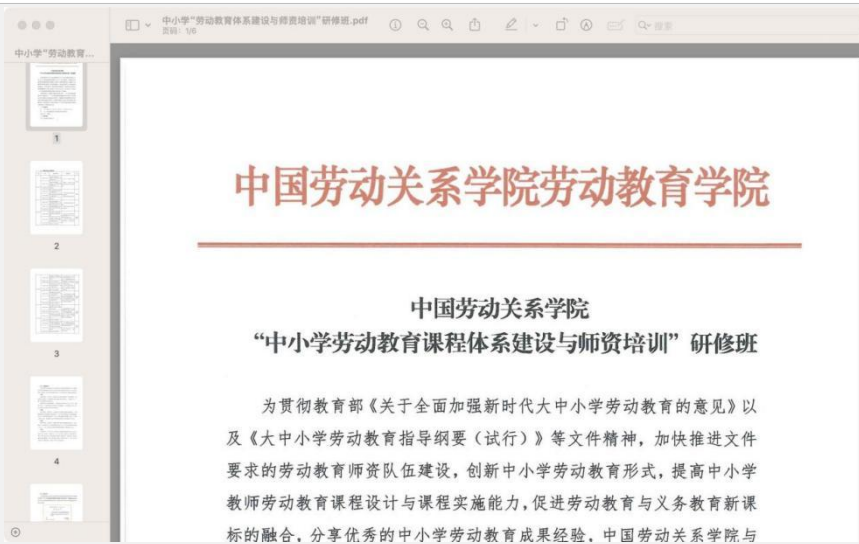 中小学“劳动教育体系建设与师资培训”研修班.pdf
页码：1/6
搜索
中小学“劳动教育...
1
2
3
4
中国劳动关系学院劳动教育学院
中国劳动关系学院
“中小学劳动教育课程体系建设与师资培训”研修班
为贯彻教育部《关于全面加强新时代大中小学劳动教育的意见》以
及《大中小学劳动教育指导纲要（试行）》等文件精神，加快推进文件
要求的劳动教育师资队伍建设，创新中小学劳动教育形式，提高中小学
教师劳动教育课程设计与课程实施能力，促进劳动教育与义务教育新课
标的融合，分享优秀的中小学劳动教育成果经验，中国劳动关系学院与